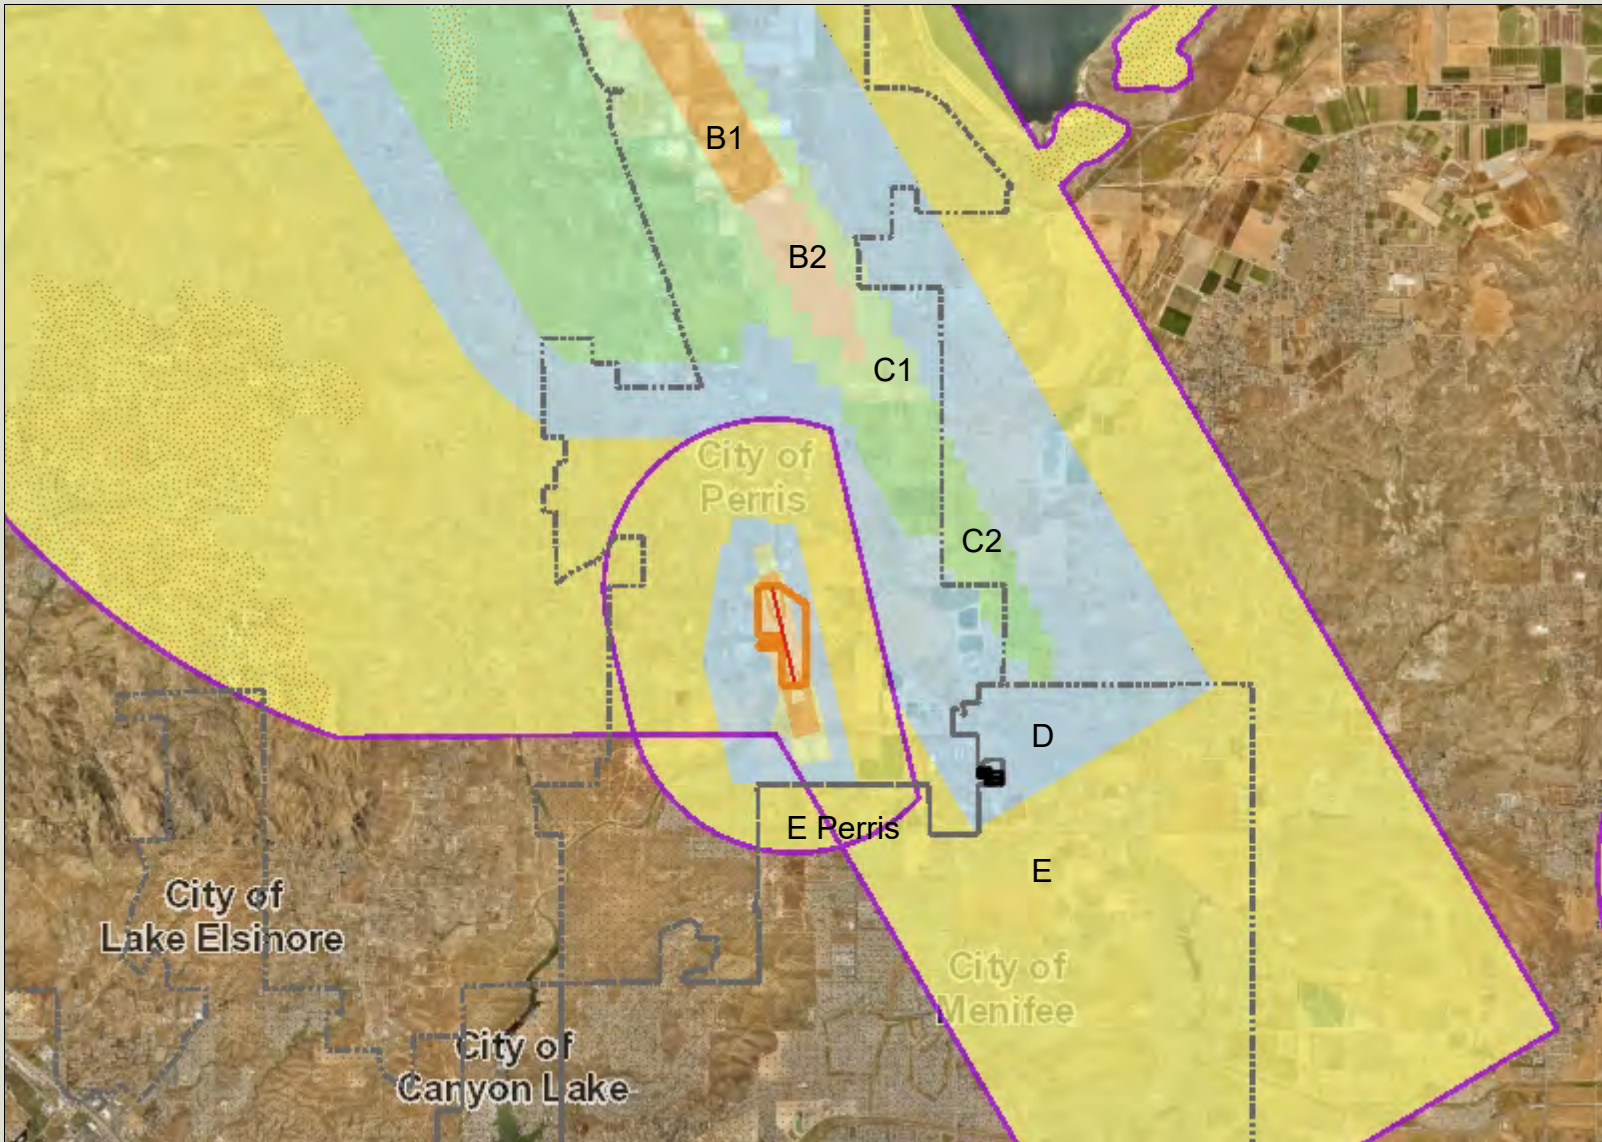 B1
B2
C1
City of
Perris
C2
D
E Perris
E
City of
Lake Elsinore
City of
Menifee
City of
Canyon Lake